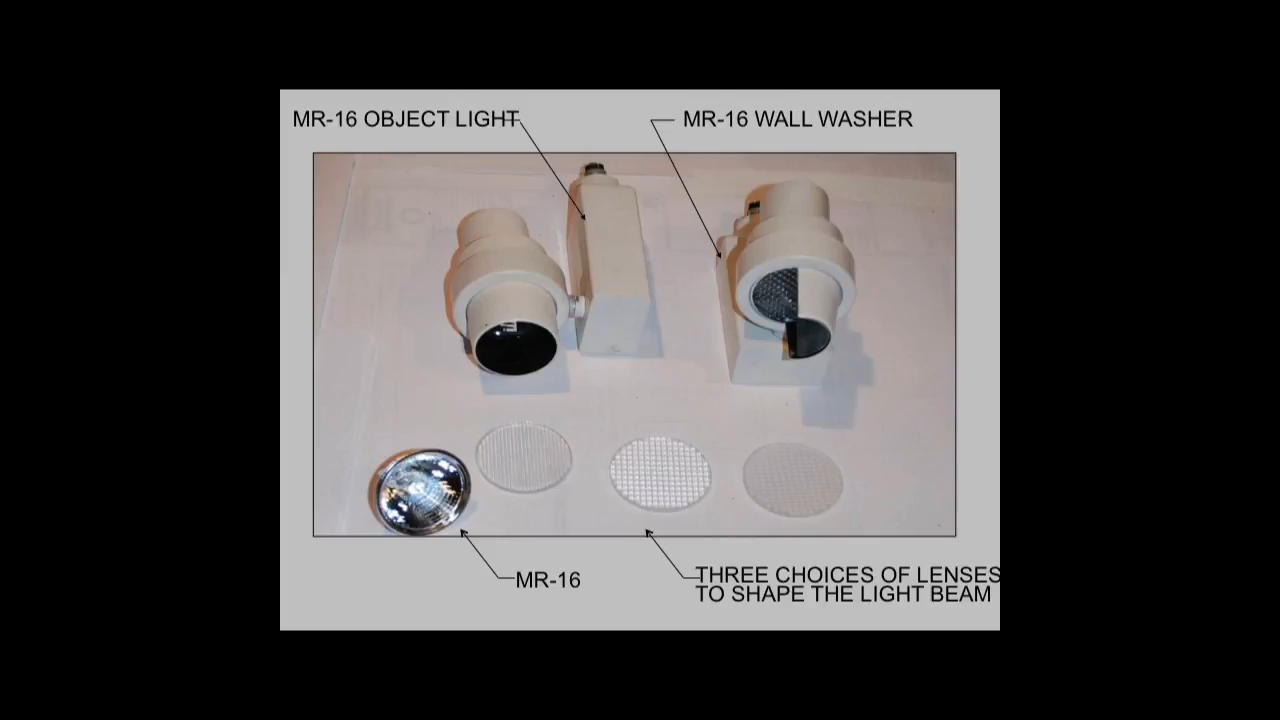 MR-16 OBJECT LIGHT
MR-16 WALL WASHER
MR-16
THREE CHOICES OF LENSES
TO SHAPE THE LIGHT BEAM